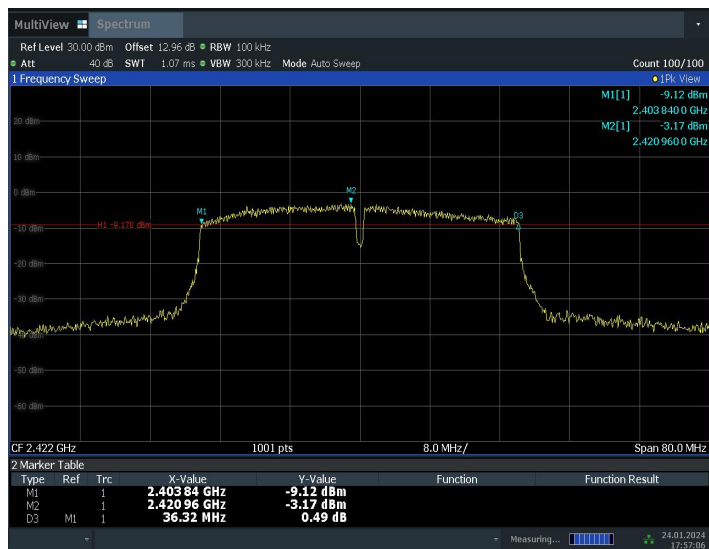 MultiView Spectrum
Ref Level 30.00 dBm Offset 12.96 dB RBW 100 kHz
Att 40 dB SWT 1.07 ms VBW 300 kHz Mode Auto Sweep Count 100/100
1 Frequency Sweep 1Pk View
M1[1] -9.12 dBm
2.403 840 0 GHz
M2[1] -3.17 dBm
2.420 960 0 GHz
20 dBm
10 dBm
0 dBm
M2
M1
D3
H1 -9.170 dBm
-10 dBm
-20 dBm
-30 dBm
-40 dBm
-50 dBm
-60 dBm
CF 2.422 GHz 1001 pts 8.0 MHz/ Span 80.0 MHz
2 Marker Table
Type Ref Trc X-Value Y-Value Function Function Result
M1 1 2.403 84 GHz -9.12 dBm
M2 1 2.420 96 GHz -3.17 dBm
D3 M1 1 36.32 MHz 0.49 dB
Measuring... 24.01.2024
17:57:06